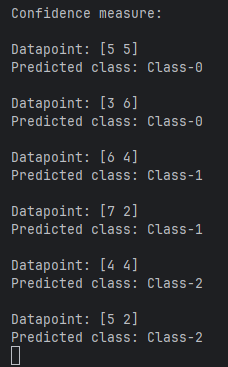 Confidence measure:
Datapoint: [5 5]
Predicted class: Class-0
Datapoint: [3 6]
Predicted class: Class-0
Datapoint: [6 4]
Predicted class: Class-1
Datapoint: [7 2]
Predicted class: Class-1
Datapoint: [4 4]
Predicted class: Class-2
Datapoint: [5 2]
Predicted class: Class-2